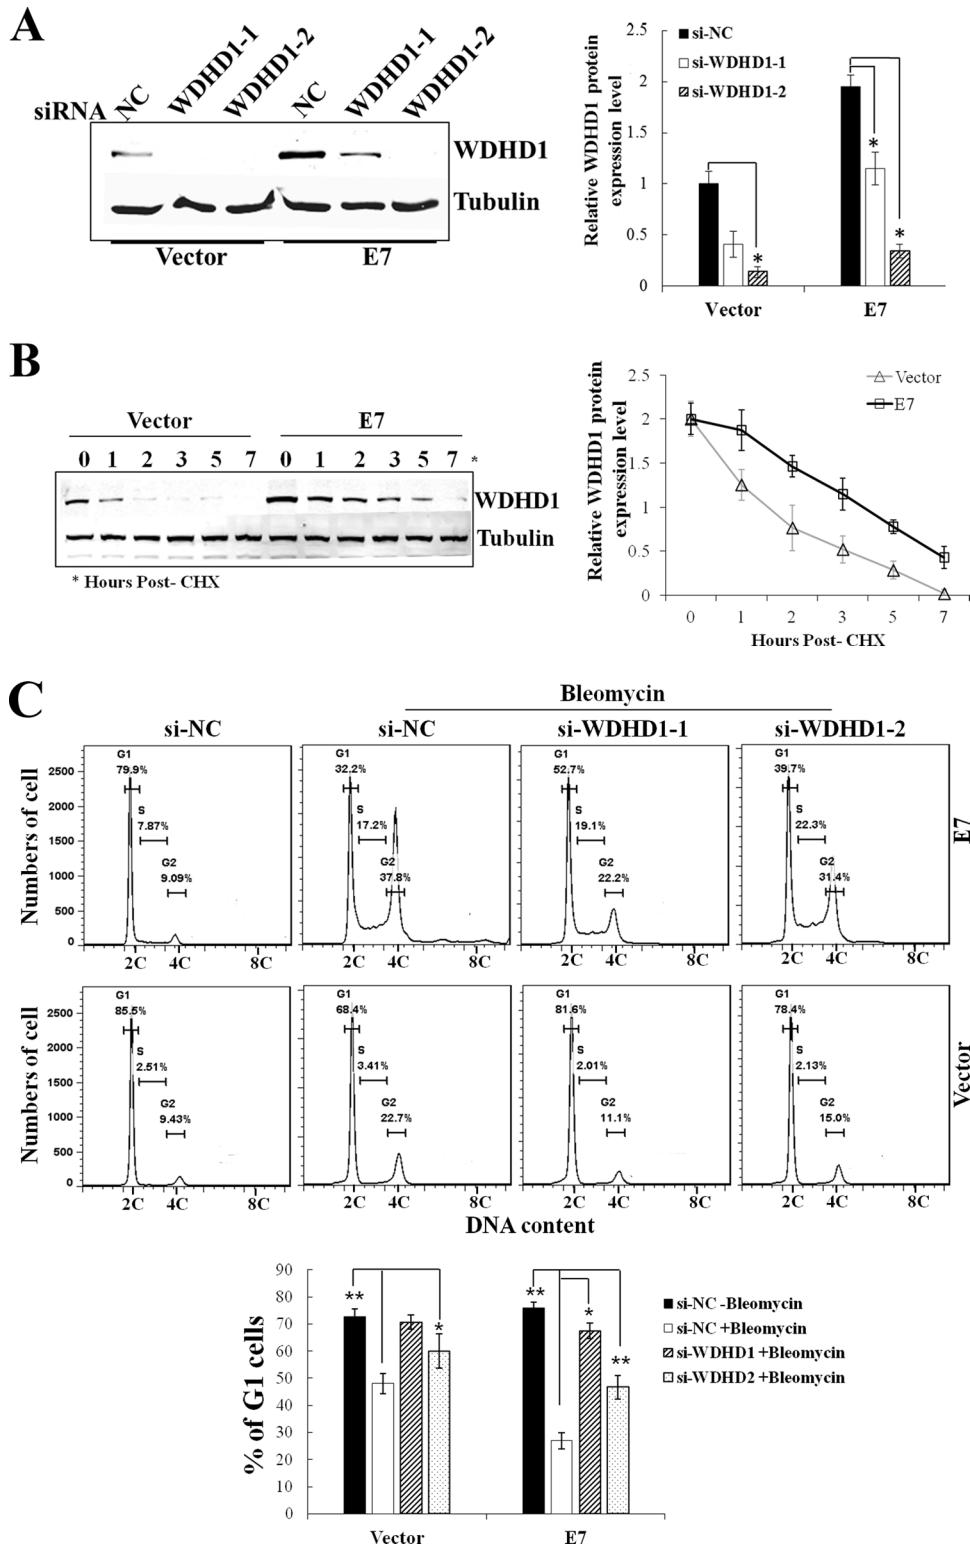 A
siRNA NC WDHD1-1 WDHD1-2 NC WDHD1-1 WDHD1-2
WDHD1
Tubulin
Vector E7
Relative WDHD1 protein
expression level
2.5
2
1.5
1
0.5
0
si-NC
si-WDHD1-1
si-WDHD1-2
* * *
Vector E7
B
Vector E7
0 1 2 3 5 7 0 1 2 3 5 7 *
WDHD1
Tubulin
* Hours Post- CHX
Relative WDHD1 protein
expression level
2.5
2
1.5
1
0.5
0
Vector
E7
0 1 2 3 5 7
Hours Post- CHX
C
Bleomycin
si-NC si-NC si-WDHD1-1 si-WDHD1-2
Numbers of cell
2500
2000
1500
1000
500
0
G1
79.9%
S
7.87%
G2
9.09%
2C 4C 8C
G1
32.2%
S
17.2%
G2
37.8%
2C 4C 8C
G1
52.7%
S
19.1%
G2
22.2%
2C 4C 8C
G1
39.7%
S
22.3%
G2
31.4%
2C 4C 8C
E7
Numbers of cell
2500
2000
1500
1000
500
0
G1
85.5%
S
2.51%
G2
9.43%
2C 4C 8C
G1
68.4%
S
3.41%
G2
22.7%
2C 4C 8C
G1
81.6%
S
2.01%
G2
11.1%
2C 4C 8C
G1
78.4%
S
2.13%
G2
15.0%
2C 4C 8C
Vector
DNA content
% of G1 cells
90
80
70
60
50
40
30
20
10
0
** * ** * **
Vector E7
si-NC -Bleomycin
si-NC +Bleomycin
si-WDHD1 +Bleomycin
si-WDHD2 +Bleomycin